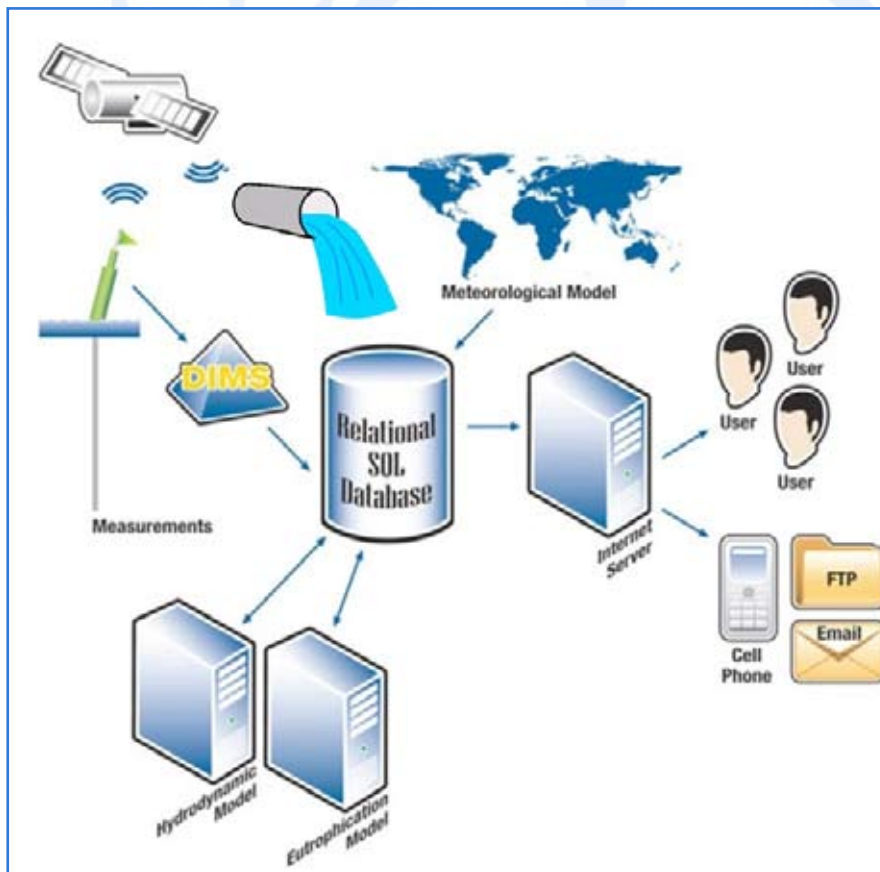 Meteorological Model
DIMS
Relational
SQL
Database
User
User
User
Measurements
Internet
Server
FTP
Email
Cell
Phone
Hydrodynamic
Model
Eutrophication
Model